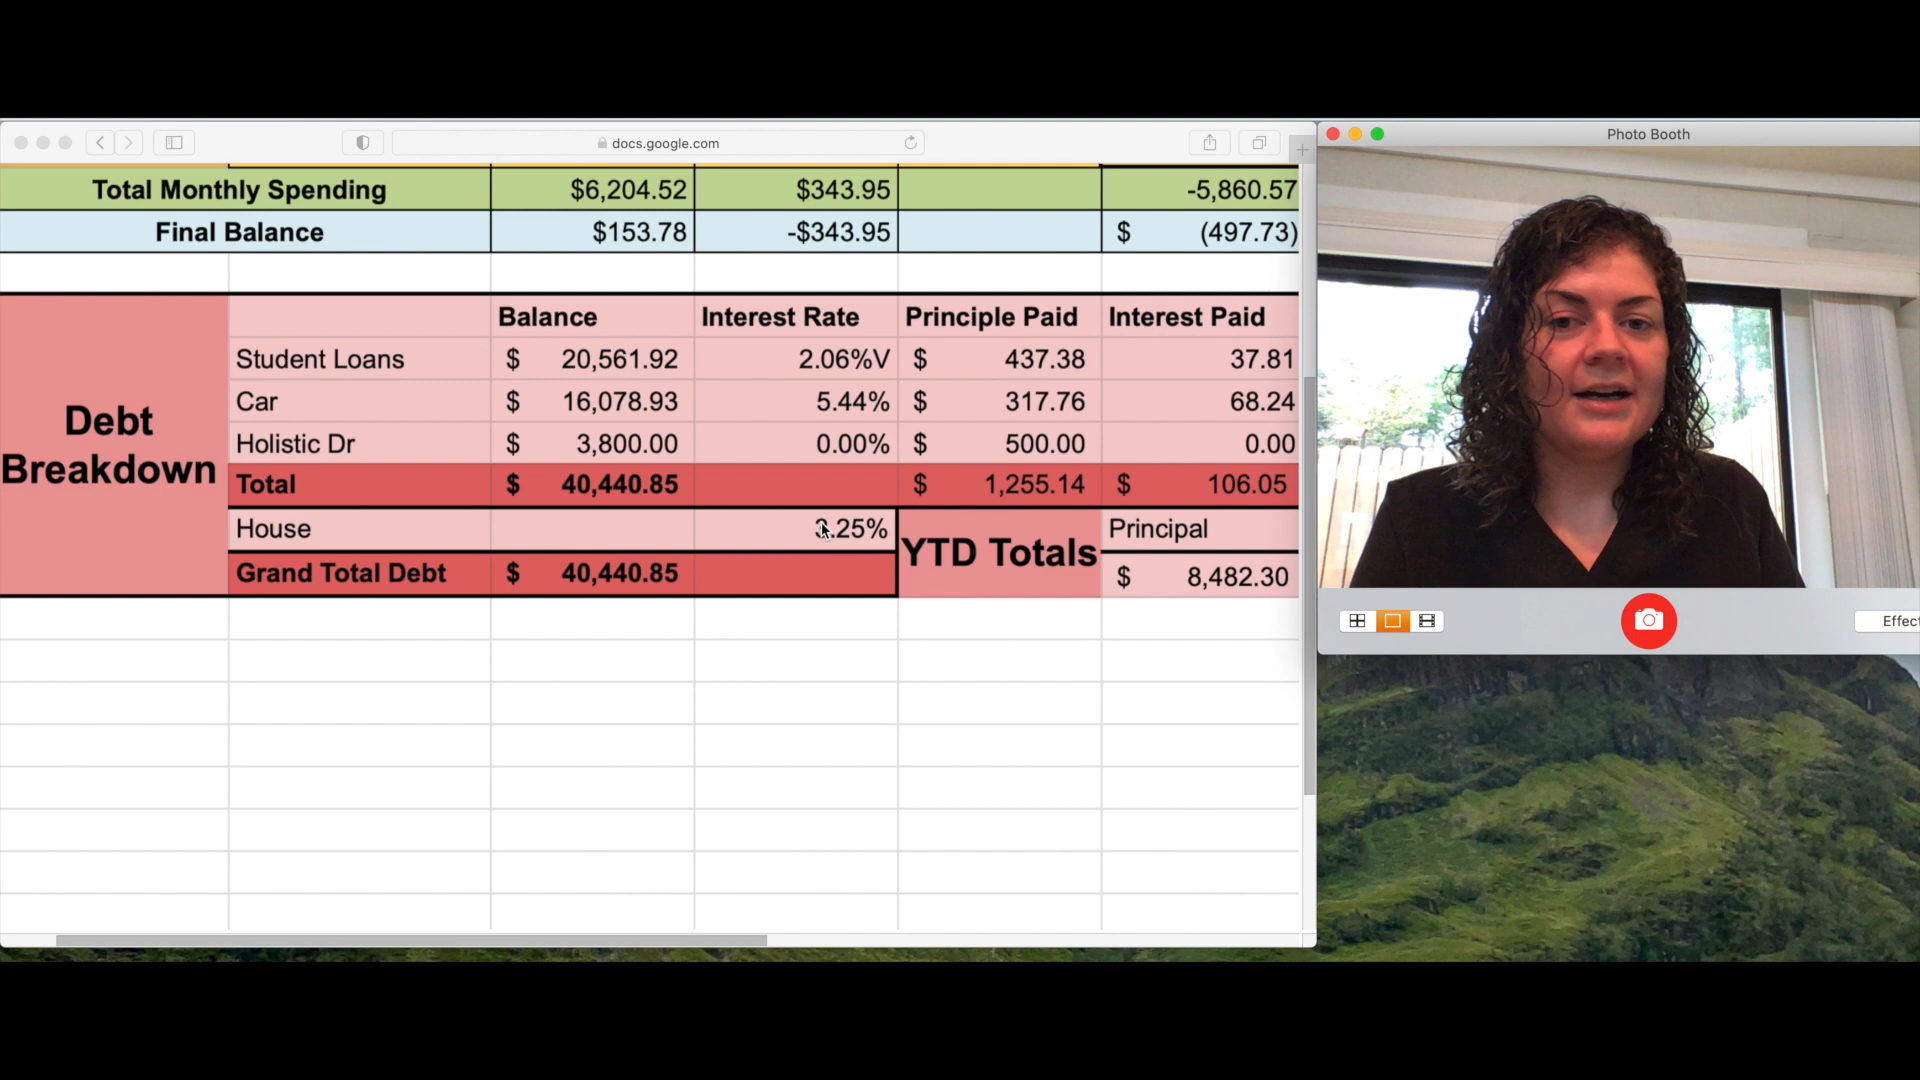 docs.google.com
Photo Booth
Total Monthly Spending $6,204.52 $343.95 -5,860.57
Final Balance $153.78 -$343.95 $ (497.73)
Balance Interest Rate Principle Paid Interest Paid
Student Loans $ 20,561.92 2.06%V $ 437.38 37.81
Car $ 16,078.93 5.44% $ 317.76 68.24
Holistic Dr $ 3,800.00 0.00% $ 500.00 0.00
Debt
Breakdown
Total $ 40,440.85 $ 1,255.14 $ 106.05
House .25% Principal
YTD Totals
Grand Total Debt $ 40,440.85 $ 8,482.30
Effect